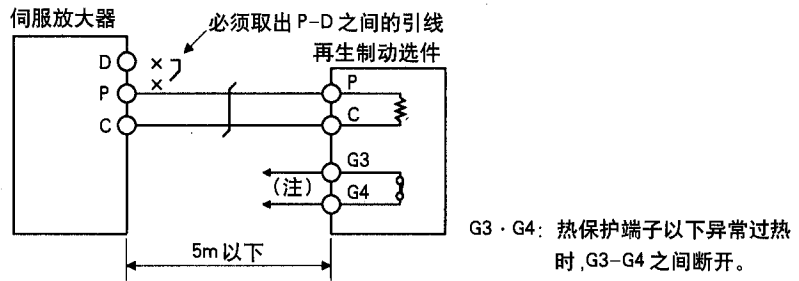 伺服放大器
必须取出P-D之间的引线
再生制动选件
D
P
C
P
C
G3
(注)
G4
5m以下
G3·G4: 热保护端子以下异常过热
时,G3-G4之间断开。